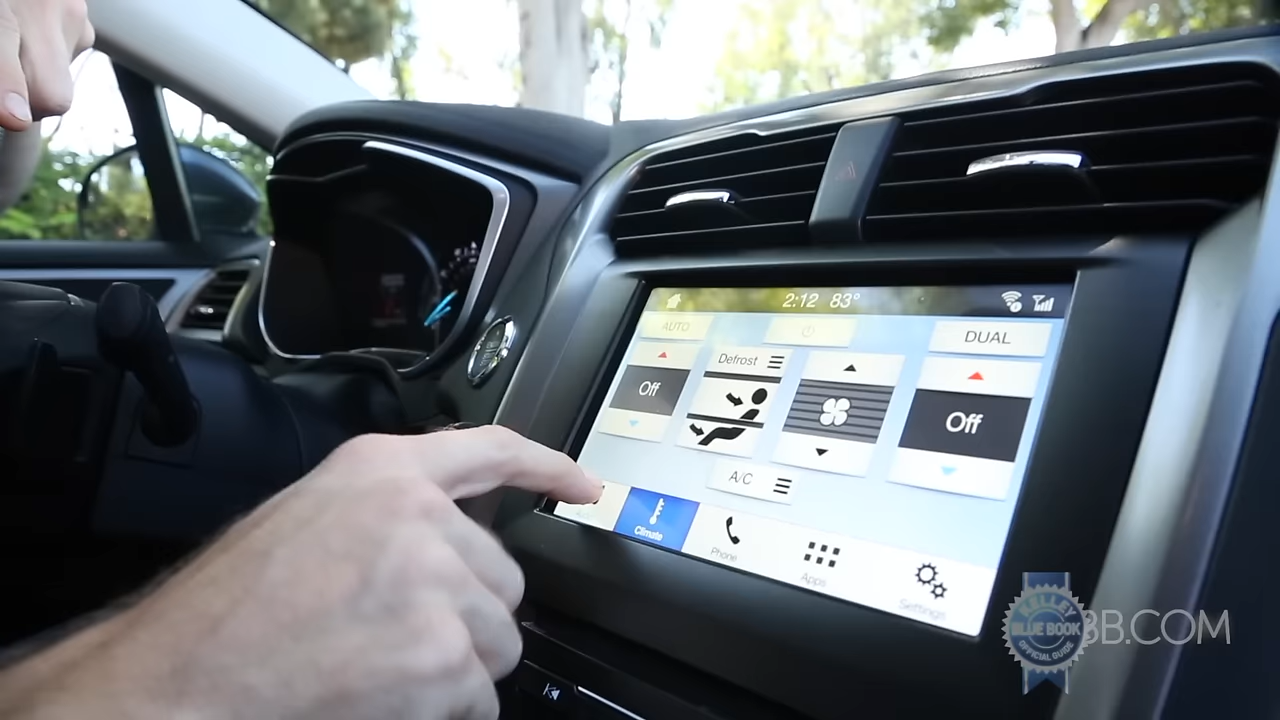 2:12 83°
AUTO
DUAL
Off
Defrost
Off
A/C
Climate
Phone
Apps
Settings
KELLEY
BLUE BOOK
OFFICIAL GUIDE
BB.COM